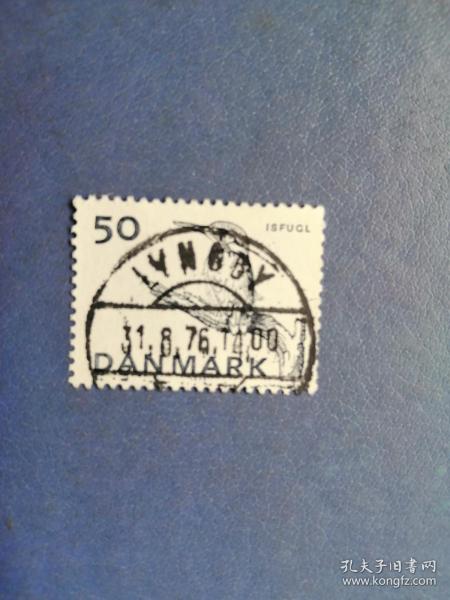 50
ISFUGL
LYNGBY
31.8.76.14.00
DANMARK
孔夫子旧书网
www.kongfz.com